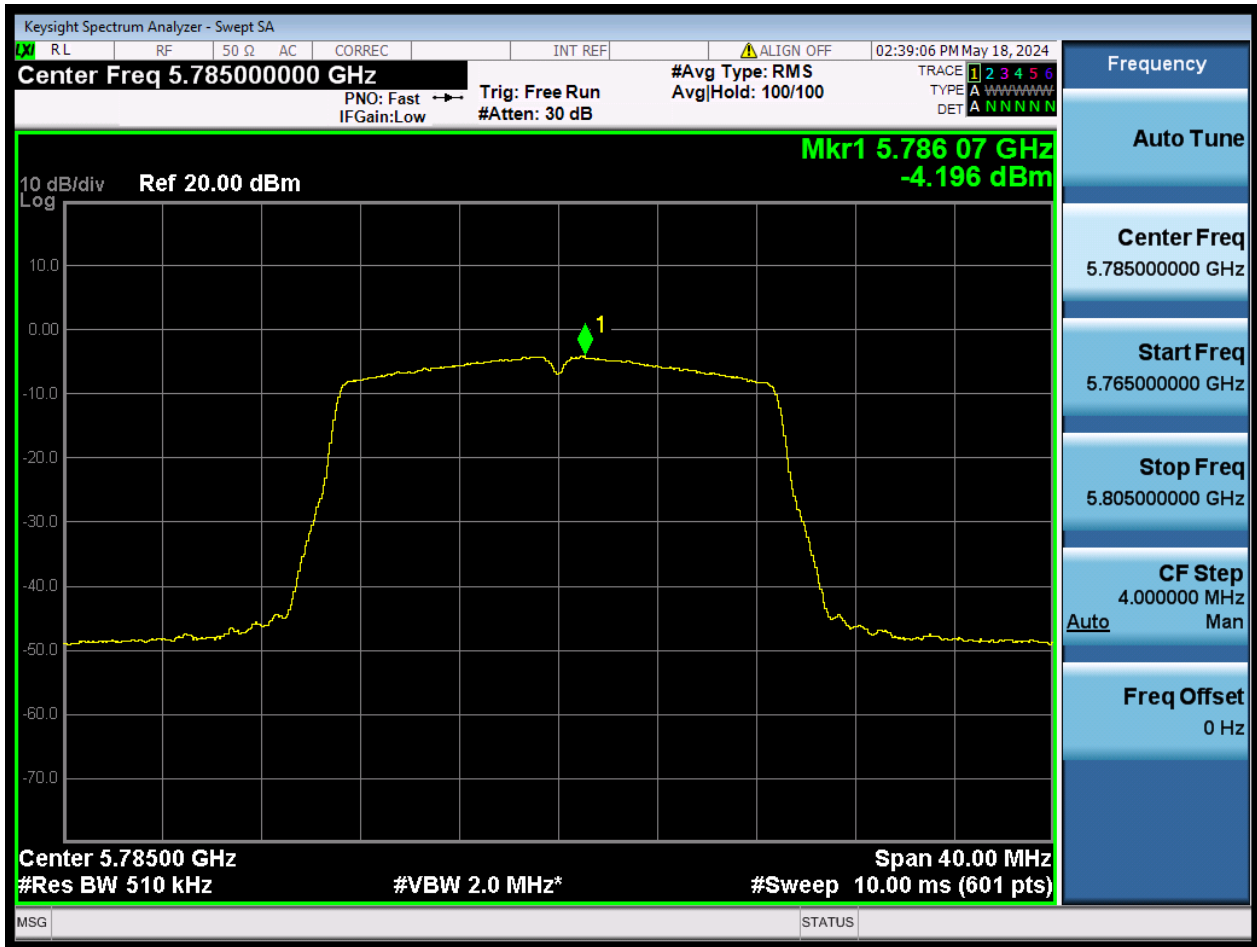 Keysight Spectrum Analyzer - Swept SA
LXI RL RF 50 Ω AC CORREC INT REF ALIGN OFF 02:39:06 PM May 18, 2024
Center Freq 5.785000000 GHz
PNO: Fast
IFGain:Low
Trig: Free Run
#Atten: 30 dB
#Avg Type: RMS
Avg|Hold: 100/100
TRACE 1 2 3 4 5 6
TYPE A WWWWW
DET A N N N N N
Mkr1 5.786 07 GHz
-4.196 dBm
10 dB/div Ref 20.00 dBm
Log
10.0
0.00
-10.0
-20.0
-30.0
-40.0
-50.0
-60.0
-70.0
1
Center 5.78500 GHz Span 40.00 MHz
#Res BW 510 kHz #VBW 2.0 MHz* #Sweep 10.00 ms (601 pts)
MSG STATUS
Frequency
Auto Tune
Center Freq
5.785000000 GHz
Start Freq
5.765000000 GHz
Stop Freq
5.805000000 GHz
CF Step
4.000000 MHz
Auto Man
Freq Offset
0 Hz